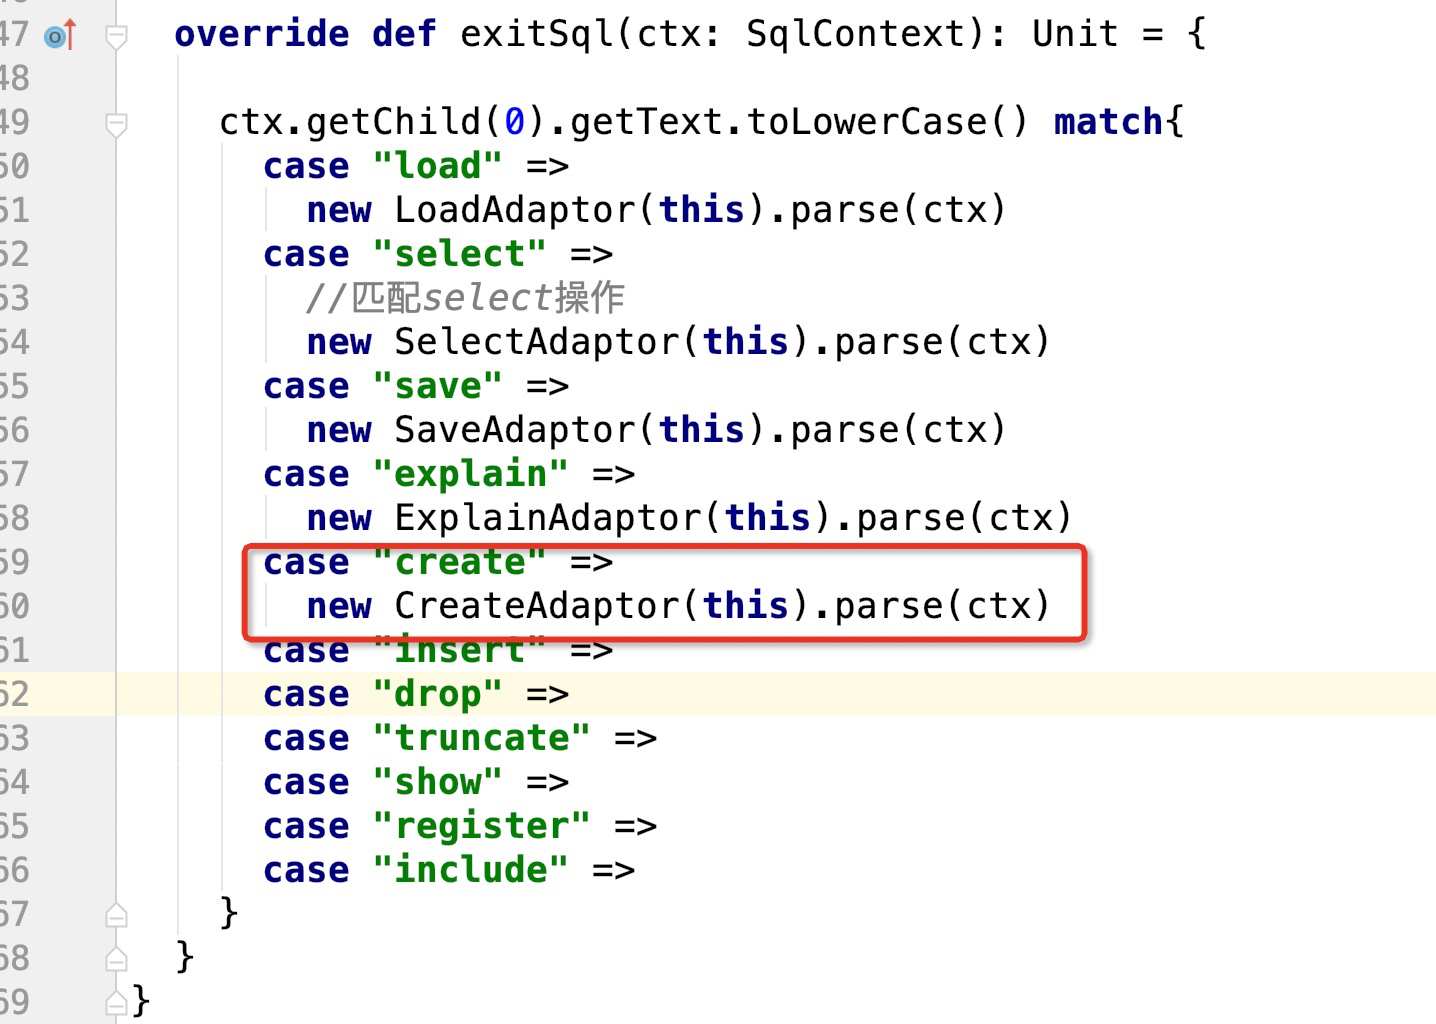 47 override def exitSql(ctx: SqlContext): Unit = {
48
49 ctx.getChild(0).getText.toLowerCase() match{
50 case "load" =>
51 new LoadAdaptor(this).parse(ctx)
52 case "select" =>
53 //匹配select操作
54 new SelectAdaptor(this).parse(ctx)
55 case "save" =>
56 new SaveAdaptor(this).parse(ctx)
57 case "explain" =>
58 new ExplainAdaptor(this).parse(ctx)
59 case "create" =>
60 new CreateAdaptor(this).parse(ctx)
61 case "insert" =>
62 case "drop" =>
63 case "truncate" =>
64 case "show" =>
65 case "register" =>
66 case "include" =>
67 }
68 }
69 }